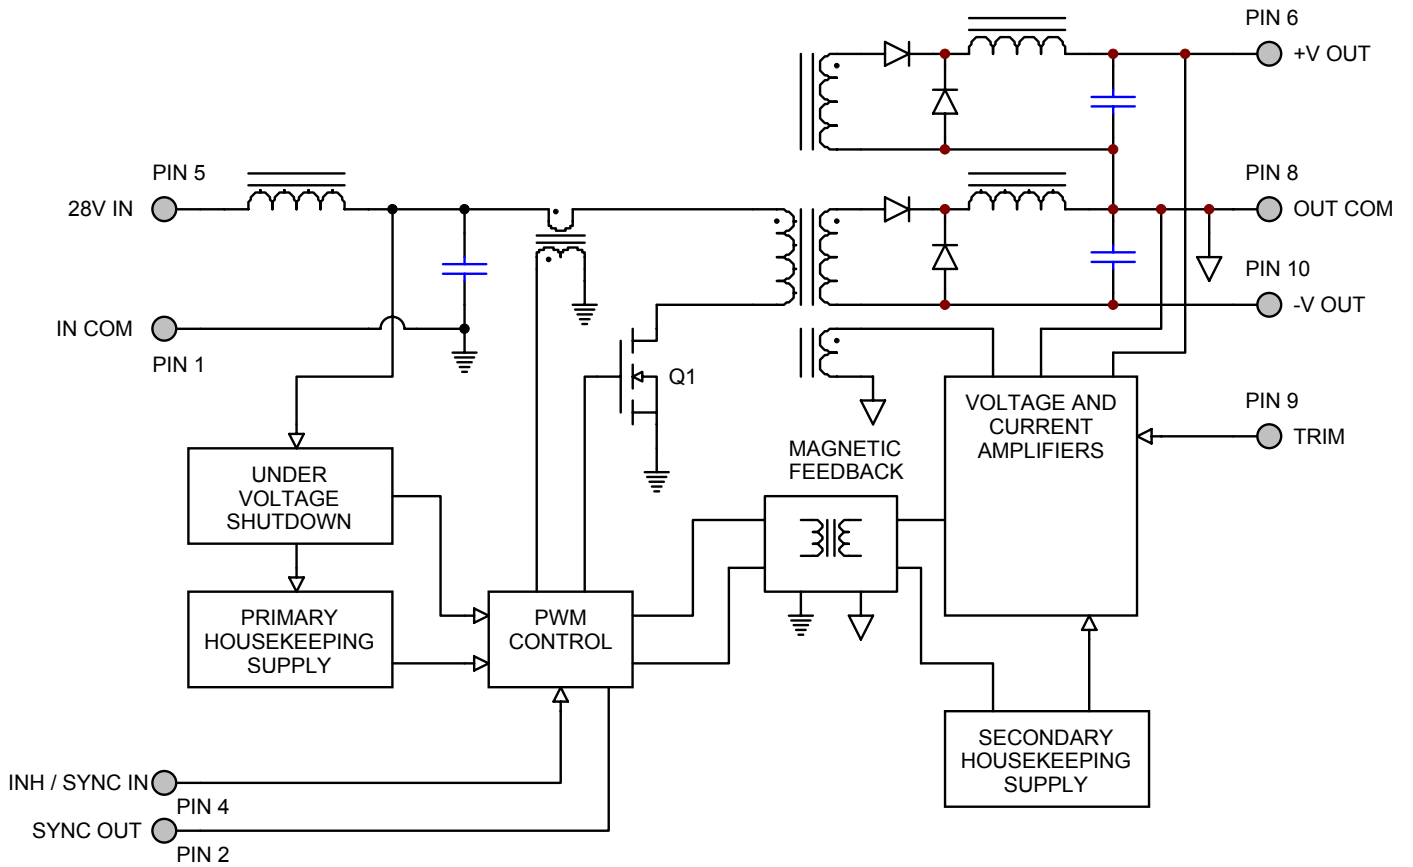 PIN 6
+V OUT
PIN 5
28V IN
PIN 8
OUT COM
PIN 10
-V OUT
IN COM
PIN 1
Q1
VOLTAGE AND
CURRENT
AMPLIFIERS
PIN 9
TRIM
MAGNETIC
FEEDBACK
UNDER
VOLTAGE
SHUTDOWN
PRIMARY
HOUSEKEEPING
SUPPLY
PWM
CONTROL
SECONDARY
HOUSEKEEPING
SUPPLY
INH / SYNC IN
PIN 4
SYNC OUT
PIN 2